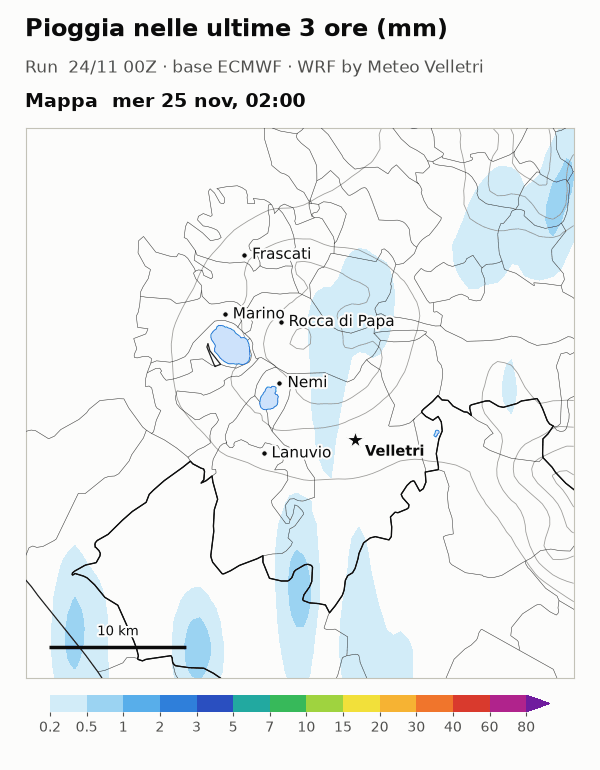 Pioggia nelle ultime 3 ore (mm)
Run  24/11 00Z · base ECMWF · WRF by Meteo Velletri
Mappa  mer 25 nov, 02:00
Frascati
Marino
Rocca di Papa
Nemi
Velletri
Lanuvio
10 km
0.2 0.5 1 2 3 5 7 10 15 20 30 40 60 80